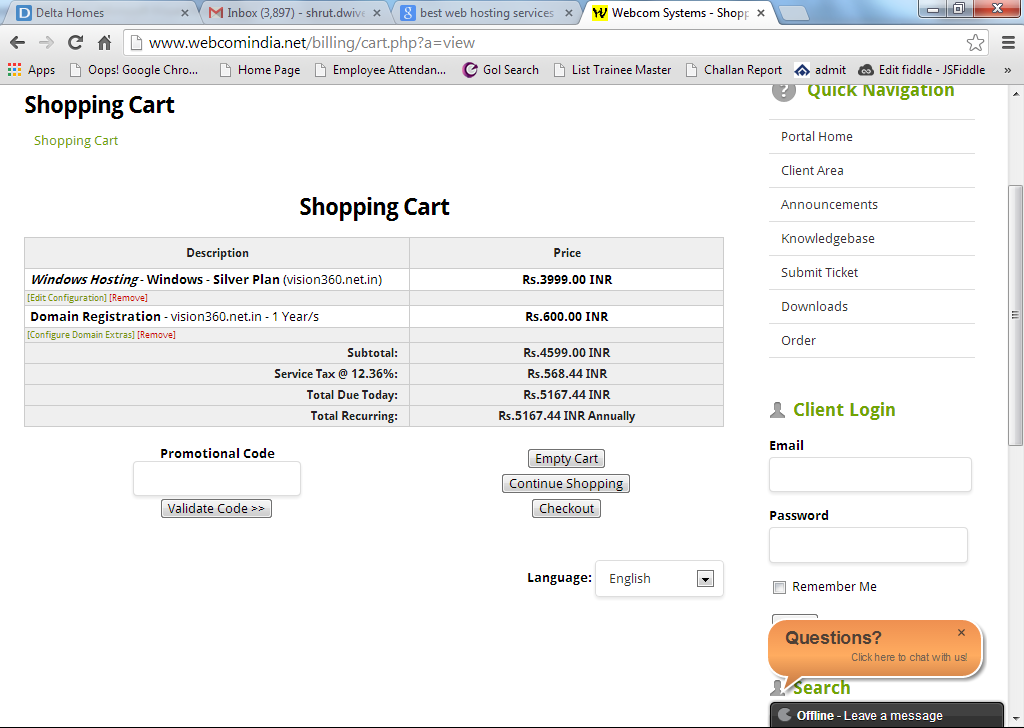 Delta Homes
Inbox (3,897) - shrut.dwive
best web hosting services
Webcom Systems - Shopp
www.webcomindia.net/billing/cart.php?a=view
Apps
Oops! Google Chro...
Home Page
Employee Attendan...
GoI Search
List Trainee Master
Challan Report
admit
Edit fiddle - JSFiddle
»
Shopping Cart
Shopping Cart
Shopping Cart
Description Price
Windows Hosting - Windows - Silver Plan (vision360.net.in) Rs.3999.00 INR
[Edit Configuration] [Remove]
Domain Registration - vision360.net.in - 1 Year/s Rs.600.00 INR
[Configure Domain Extras] [Remove]
Subtotal: Rs.4599.00 INR
Service Tax @ 12.36%: Rs.568.44 INR
Total Due Today: Rs.5167.44 INR
Total Recurring: Rs.5167.44 INR Annually
Promotional Code
Validate Code >>
Empty Cart
Continue Shopping
Checkout
Language: English
Quick Navigation
Portal Home
Client Area
Announcements
Knowledgebase
Submit Ticket
Downloads
Order
Client Login
Email
Password
Remember Me
Questions?
Click here to chat with us!
Search
Offline - Leave a message